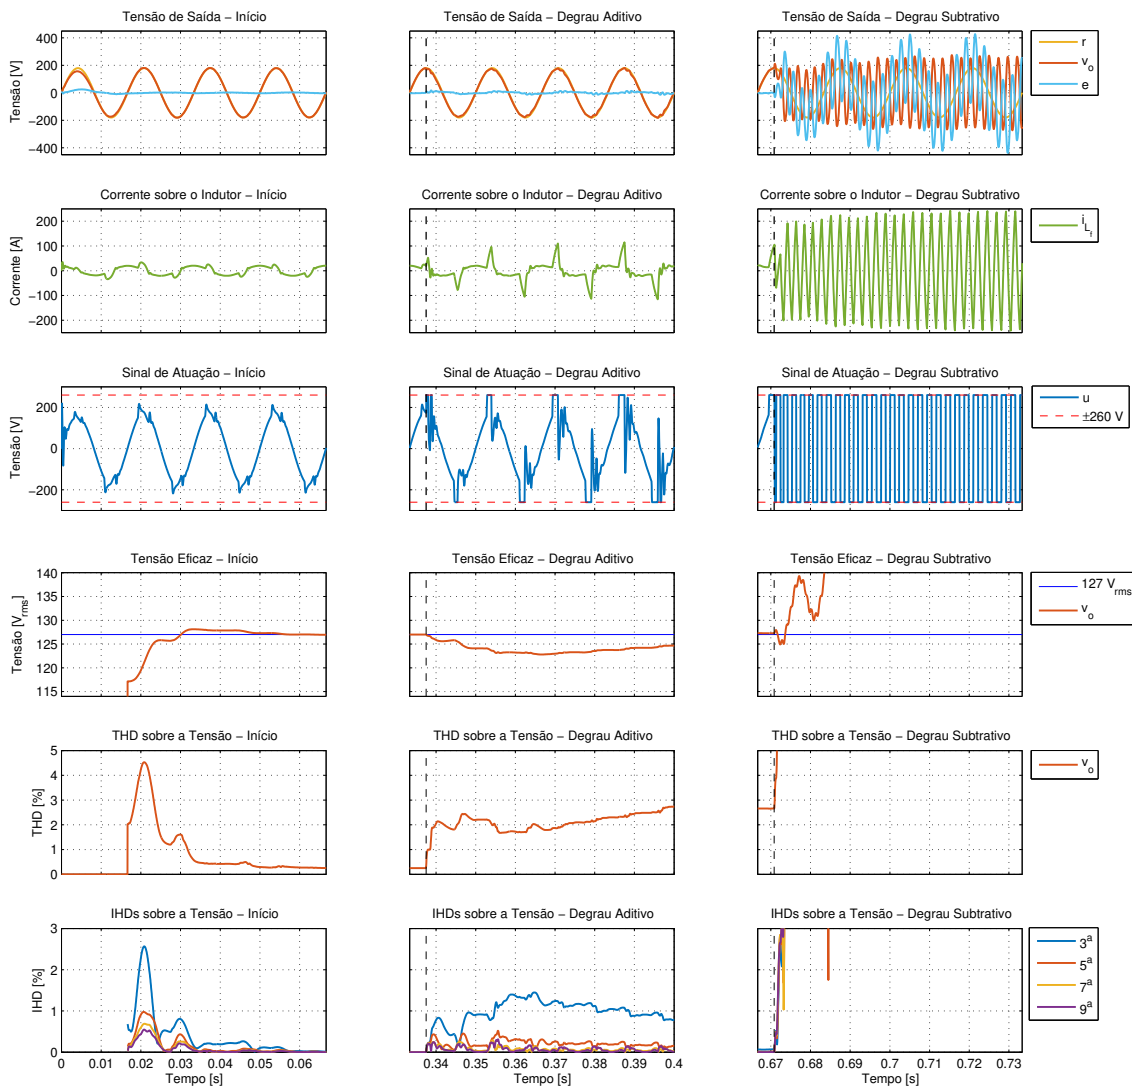 Tensão de Saída – Início
Tensão de Saída – Degrau Aditivo
Tensão de Saída – Degrau Subtrativo
Tensão [V]
400
200
0
−200
−400
r
v_o
e
Corrente sobre o Indutor – Início
Corrente sobre o Indutor – Degrau Aditivo
Corrente sobre o Indutor – Degrau Subtrativo
Corrente [A]
200
100
0
−100
−200
i_{L_f}
Sinal de Atuação – Início
Sinal de Atuação – Degrau Aditivo
Sinal de Atuação – Degrau Subtrativo
Tensão [V]
200
0
−200
u
±260 V
Tensão Eficaz – Início
Tensão Eficaz – Degrau Aditivo
Tensão Eficaz – Degrau Subtrativo
Tensão [V_rms]
140
135
130
125
120
115
127 V_rms
v_o
THD sobre a Tensão – Início
THD sobre a Tensão – Degrau Aditivo
THD sobre a Tensão – Degrau Subtrativo
THD [%]
5
4
3
2
1
0
v_o
IHDs sobre a Tensão – Início
IHDs sobre a Tensão – Degrau Aditivo
IHDs sobre a Tensão – Degrau Subtrativo
IHD [%]
3
2
1
0
3ª
5ª
7ª
9ª
0.00 0.01 0.02 0.03 0.04 0.05 0.06
0.34 0.35 0.36 0.37 0.38 0.39 0.4
0.67 0.68 0.69 0.7 0.71 0.72 0.73
Tempo [s]
Tempo [s]
Tempo [s]